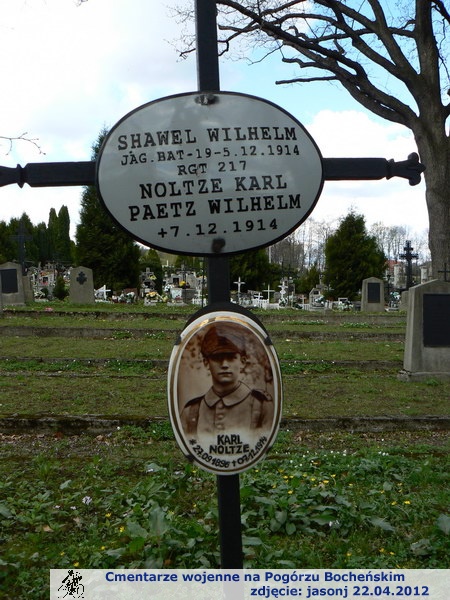 SHAWEL WILHELM
JÄG.BAT-19-5.12.1914
RGT 217
NOLTZE KARL
PAETZ WILHELM
+7.12.1914
KARL
NOLTZE
Cmentarze wojenne na Pogórzu Bocheńskim
zdjęcie: jasonj 22.04.2012